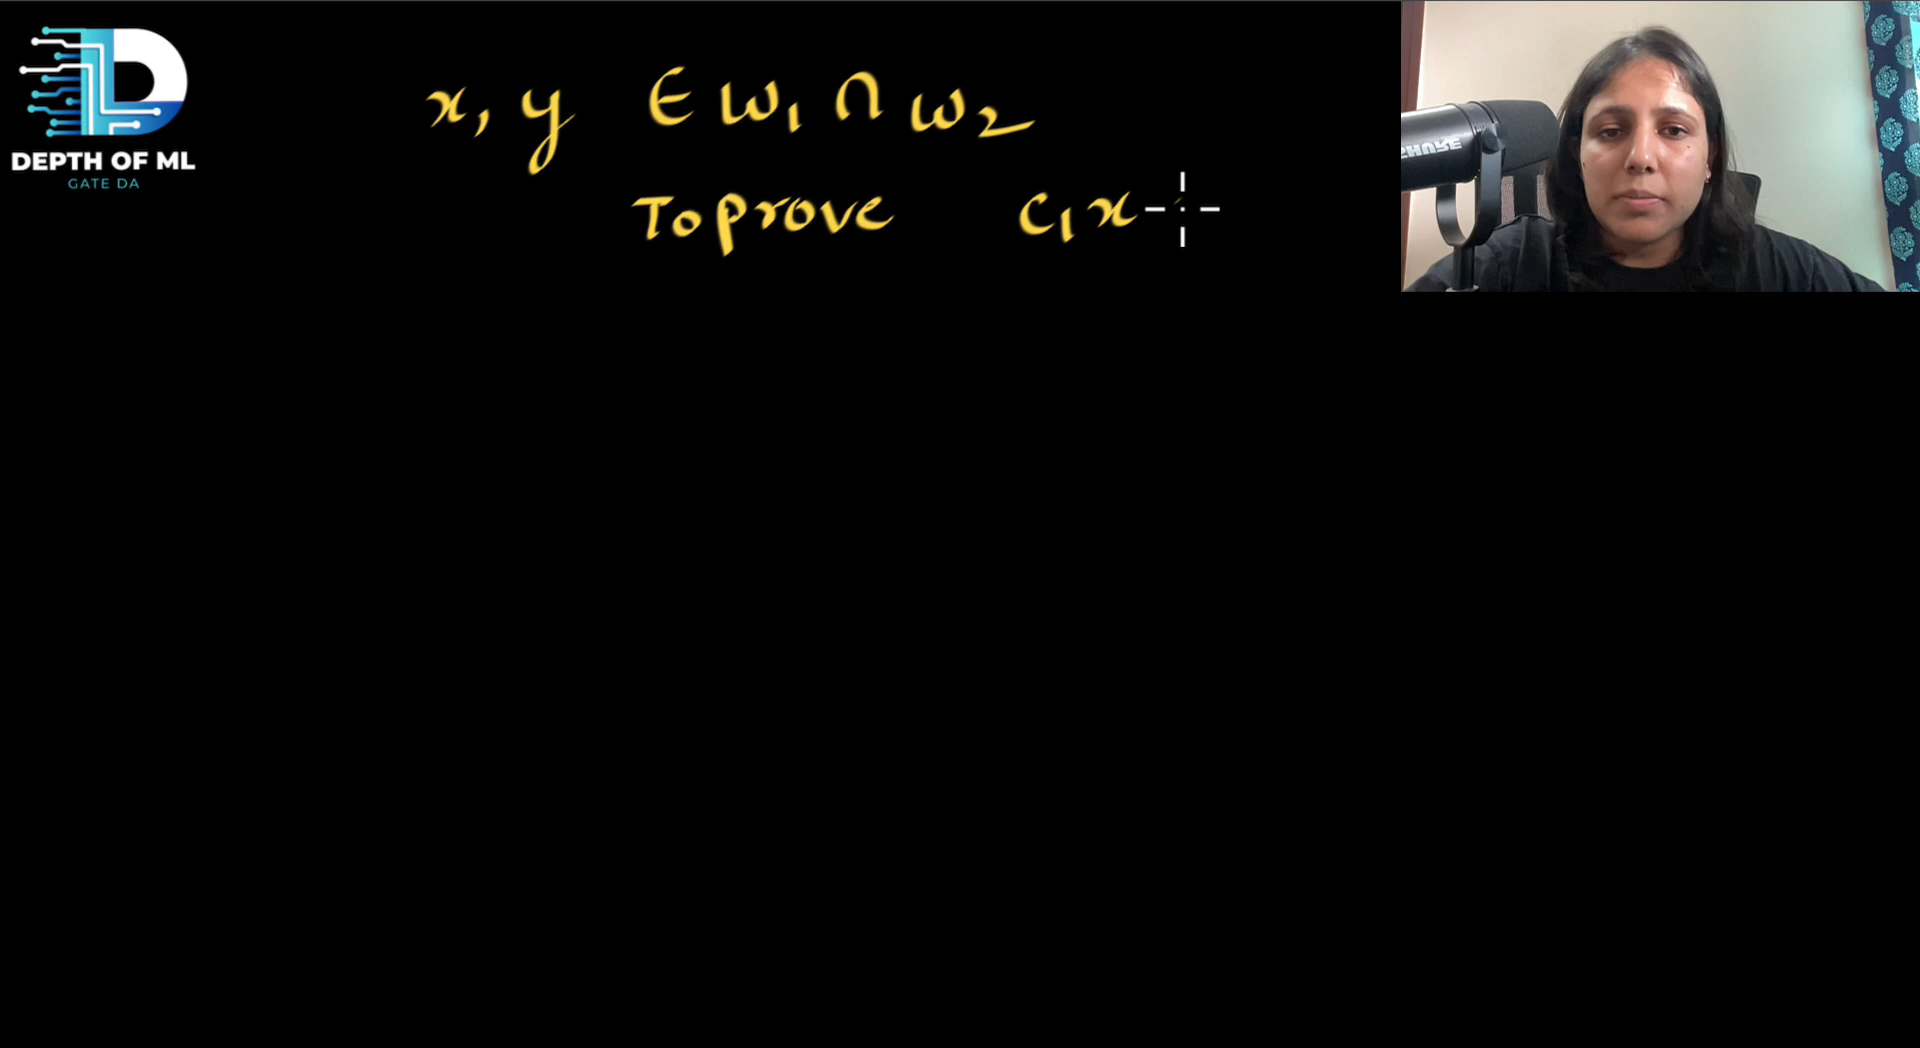 DEPTH OF ML
GATE DA
x, y ∈ W₁ ∩ W₂
To prove C₁x
SHURE